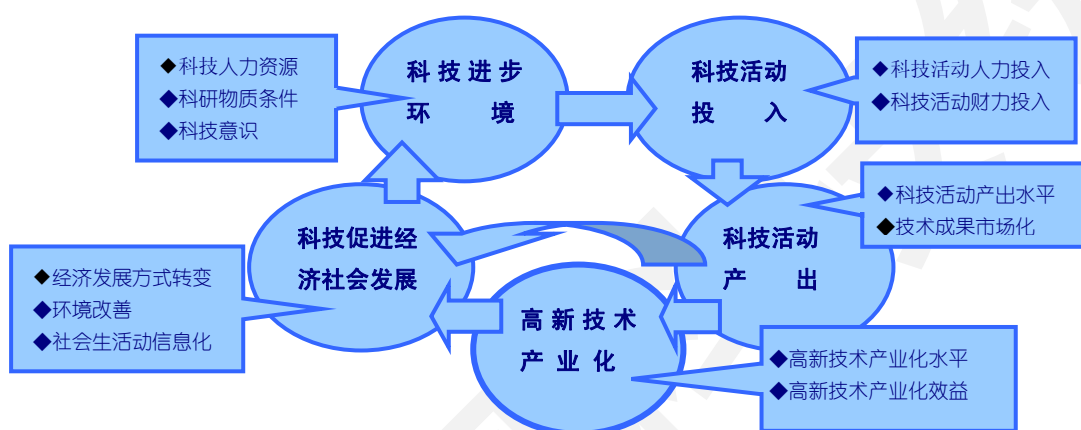 科技进步
环 境
◆科技人力资源
◆科研物质条件
◆科技意识
科技活动
投 入
◆科技活动人力投入
◆科技活动财力投入
科技活动
产 出
◆科技活动产出水平
◆技术成果市场化
高新技术
产业化
◆高新技术产业化水平
◆高新技术产业化效益
科技促进经
济社会发展
◆经济发展方式转变
◆环境改善
◆社会生活动信息化